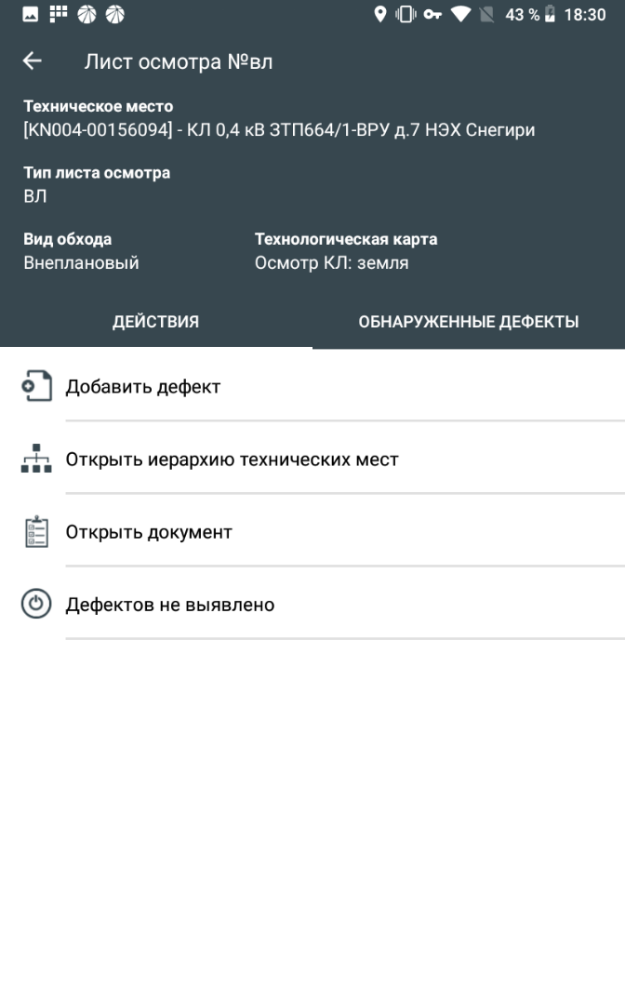 43 % 18:30
Лист осмотра №вл
Техническое место
[KN004-00156094] - КЛ 0,4 кВ ЗТП664/1-ВРУ д.7 НЭХ Снегири
Тип листа осмотра
ВЛ
Вид обхода Технологическая карта
Внеплановый Осмотр КЛ: земля
ДЕЙСТВИЯ ОБНАРУЖЕННЫЕ ДЕФЕКТЫ
Добавить дефект
Открыть иерархию технических мест
Открыть документ
Дефектов не выявлено